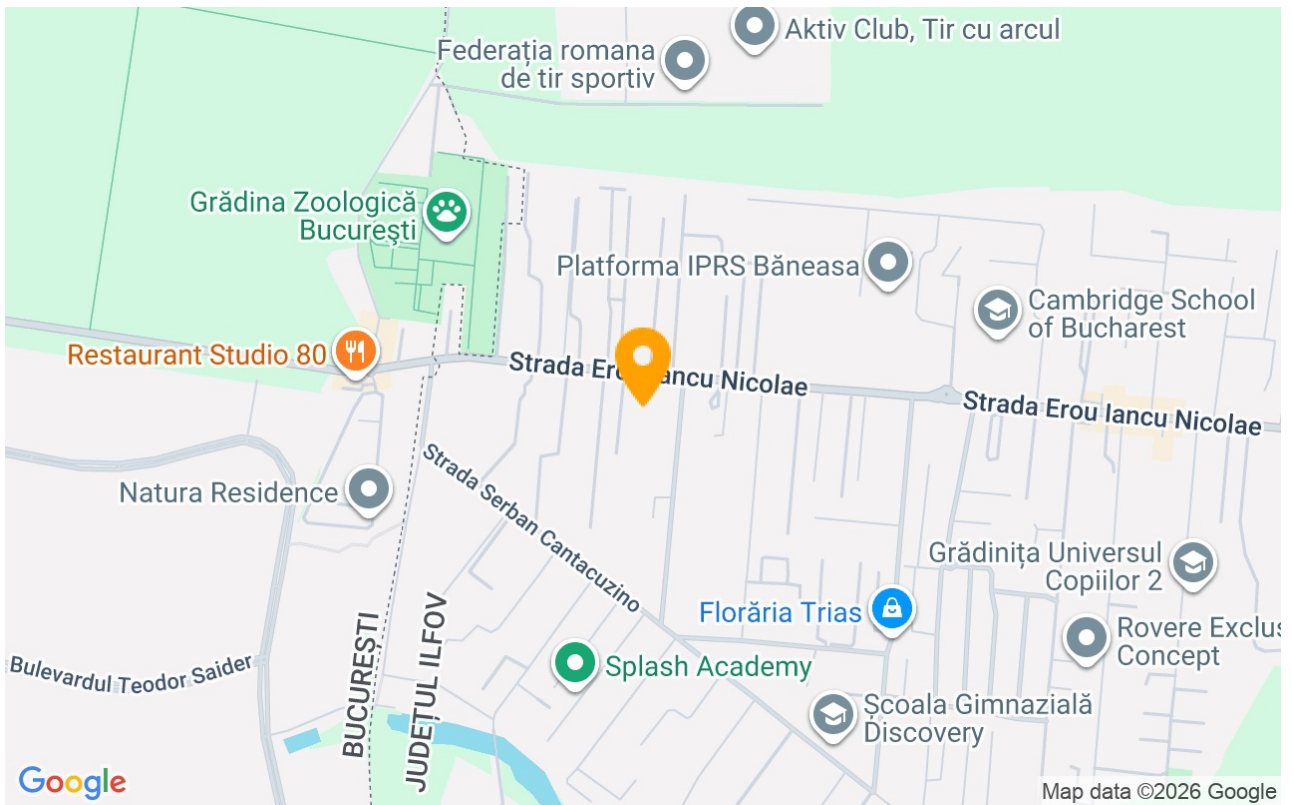 Aktiv Club, Tir cu arcul
Federația romana
de tir sportiv
Grădina Zoologică
București
Platforma IPRS Băneasa
Cambridge School
of Bucharest
Restaurant Studio 80
Strada Erou Iancu Nicolae
Strada Erou Iancu Nicolae
Strada Serban Cantacuzino
Natura Residence
Grădinița Universul
Copiilor 2
Florăria Trias
Rovere Exclus
Concept
BUCUREȘTI
JUDEȚUL ILFOV
Bulevardul Teodor Saider
Splash Academy
Școala Gimnazială
Discovery
Google
Map data ©2026 Google